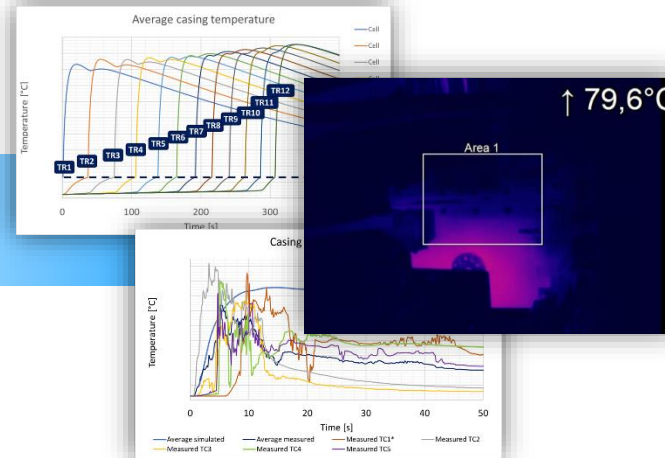 Average casing temperature
Temperature [°C]
Cell
Cell
Cell
TR1
TR2
TR3
TR4
TR5
TR6
TR7
TR8
TR9
TR10
TR11
TR12
0
100
200
300
Time [s]
↑ 79,6°C
Area 1
Casing
Temperature [°C]
0
10
20
30
40
50
Time [s]
Average simulated
Average measured
Measured TC1*
Measured TC2
Measured TC3
Measured TC4
Measured TC5